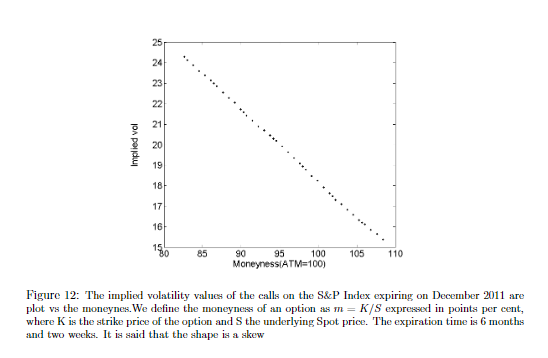 25
24
23
22
21
20
19
18
17
16
15
Implied vol
80 85 90 95 100 105 110
Moneyness(ATM=100)
Figure 12: The implied volatility values of the calls on the S&P Index expiring on December 2011 are
plot vs the moneynes.We define the moneyness of an option as m = K/S expressed in points per cent,
where K is the strike price of the option and S the underlying Spot price. The expiration time is 6 months
and two weeks. It is said that the shape is a skew